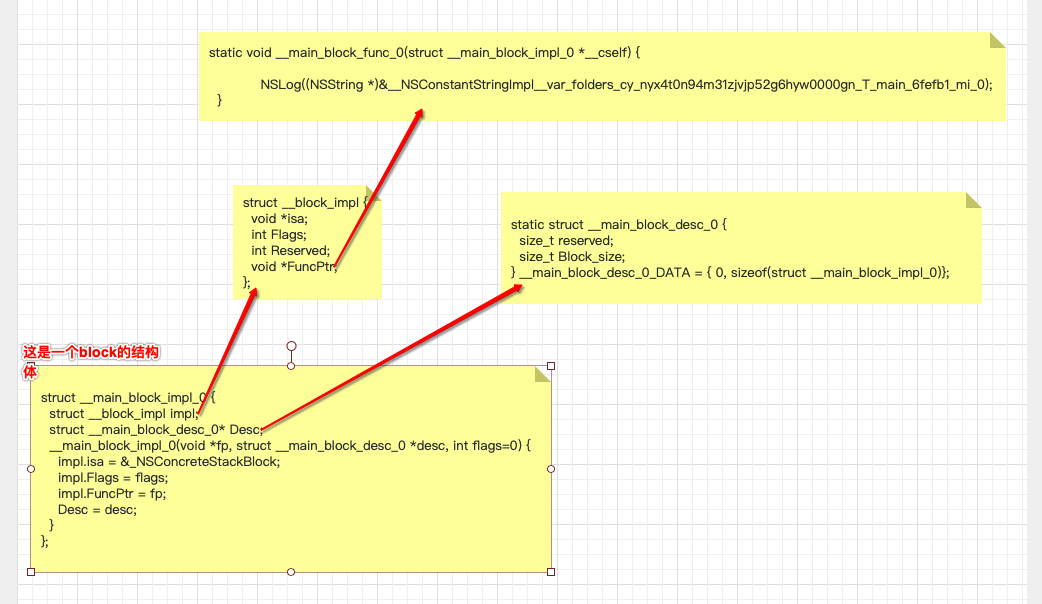 static void __main_block_func_0(struct __main_block_impl_0 *__cself) {
NSLog((NSString *)&__NSConstantStringImpl__var_folders_cy_nyx4t0n94m31zjvjp52g6hyw0000gn_T_main_6fefb1_mi_0);
}
struct __block_impl {
void *isa;
int Flags;
int Reserved;
void *FuncPtr;
};
static struct __main_block_desc_0 {
size_t reserved;
size_t Block_size;
} __main_block_desc_0_DATA = { 0, sizeof(struct __main_block_impl_0)};
这是一个block的结构
体
struct __main_block_impl_0 {
struct __block_impl impl;
struct __main_block_desc_0* Desc;
__main_block_impl_0(void *fp, struct __main_block_desc_0 *desc, int flags=0) {
impl.isa = &_NSConcreteStackBlock;
impl.Flags = flags;
impl.FuncPtr = fp;
Desc = desc;
}
};